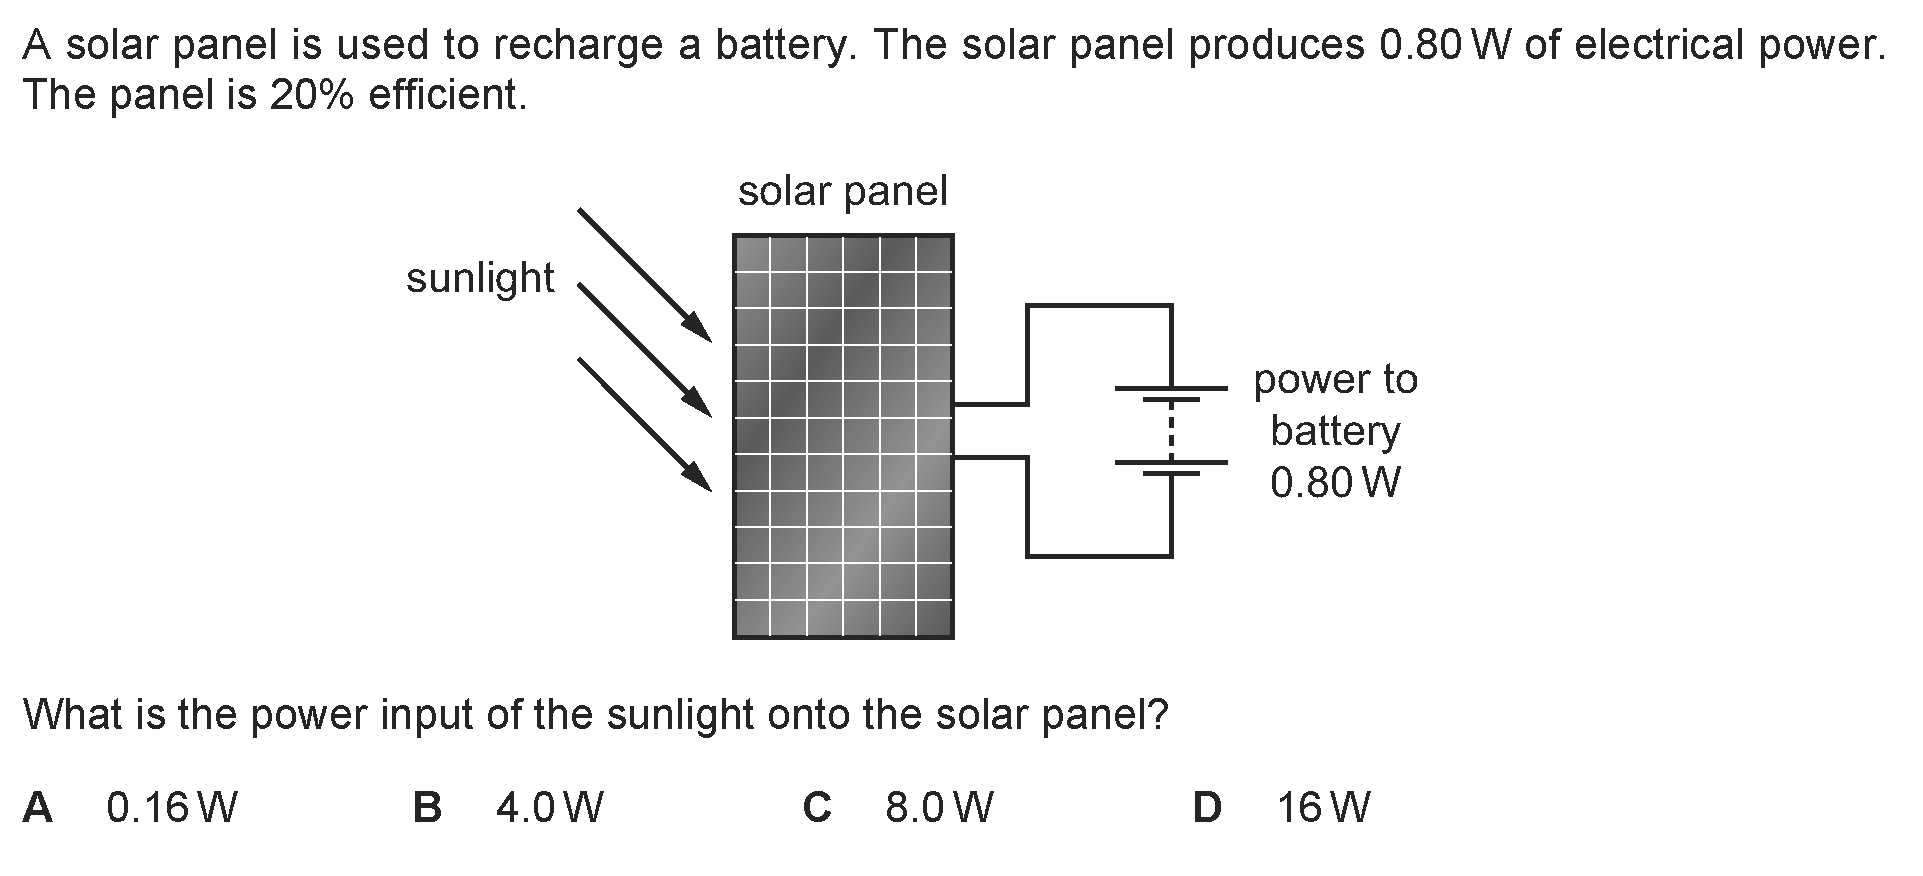 A solar panel is used to recharge a battery. The solar panel produces 0.80 W of electrical power.
The panel is 20% efficient.
solar panel
sunlight
power to
battery
0.80 W
What is the power input of the sunlight onto the solar panel?
A 0.16 W B 4.0 W C 8.0 W D 16 W